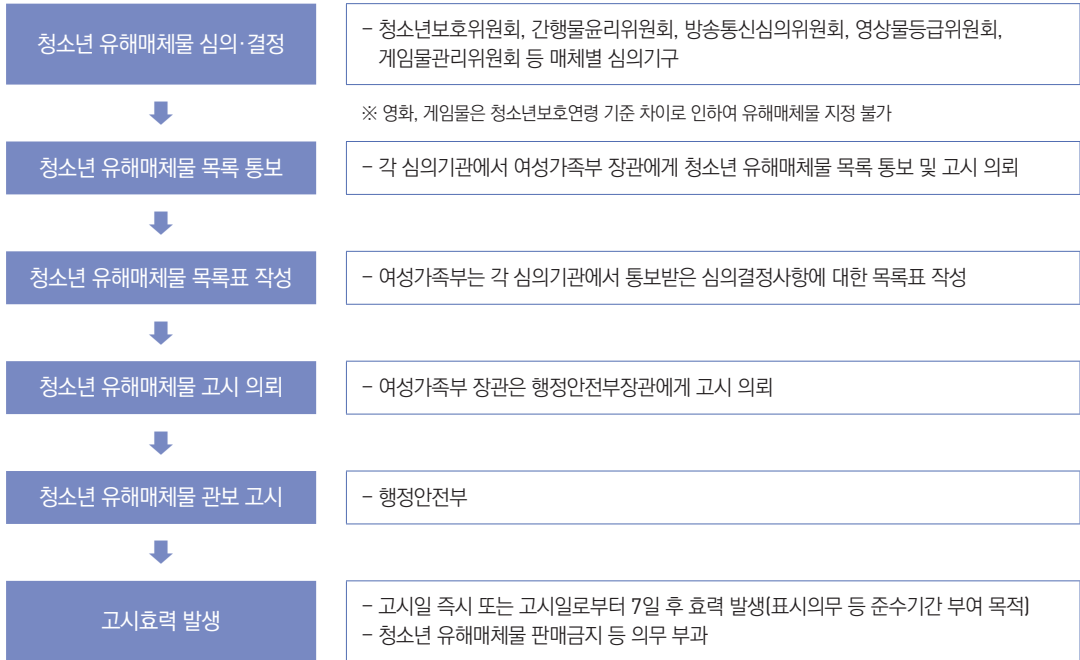 청소년 유해매체물 심의·결정
– 청소년보호위원회, 간행물윤리위원회, 방송통신심의위원회, 영상물등급위원회,
게임물관리위원회 등 매체별 심의기구
※ 영화, 게임물은 청소년보호연령 기준 차이로 인하여 유해매체물 지정 불가
청소년 유해매체물 목록 통보
– 각 심의기관에서 여성가족부 장관에게 청소년 유해매체물 목록 통보 및 고시 의뢰
청소년 유해매체물 목록표 작성
– 여성가족부는 각 심의기관에서 통보받은 심의결정사항에 대한 목록표 작성
청소년 유해매체물 고시 의뢰
– 여성가족부 장관은 행정안전부장관에게 고시 의뢰
청소년 유해매체물 관보 고시
– 행정안전부
고시효력 발생
– 고시일 즉시 또는 고시일로부터 7일 후 효력 발생(표시의무 등 준수기간 부여 목적)
– 청소년 유해매체물 판매금지 등 의무 부과